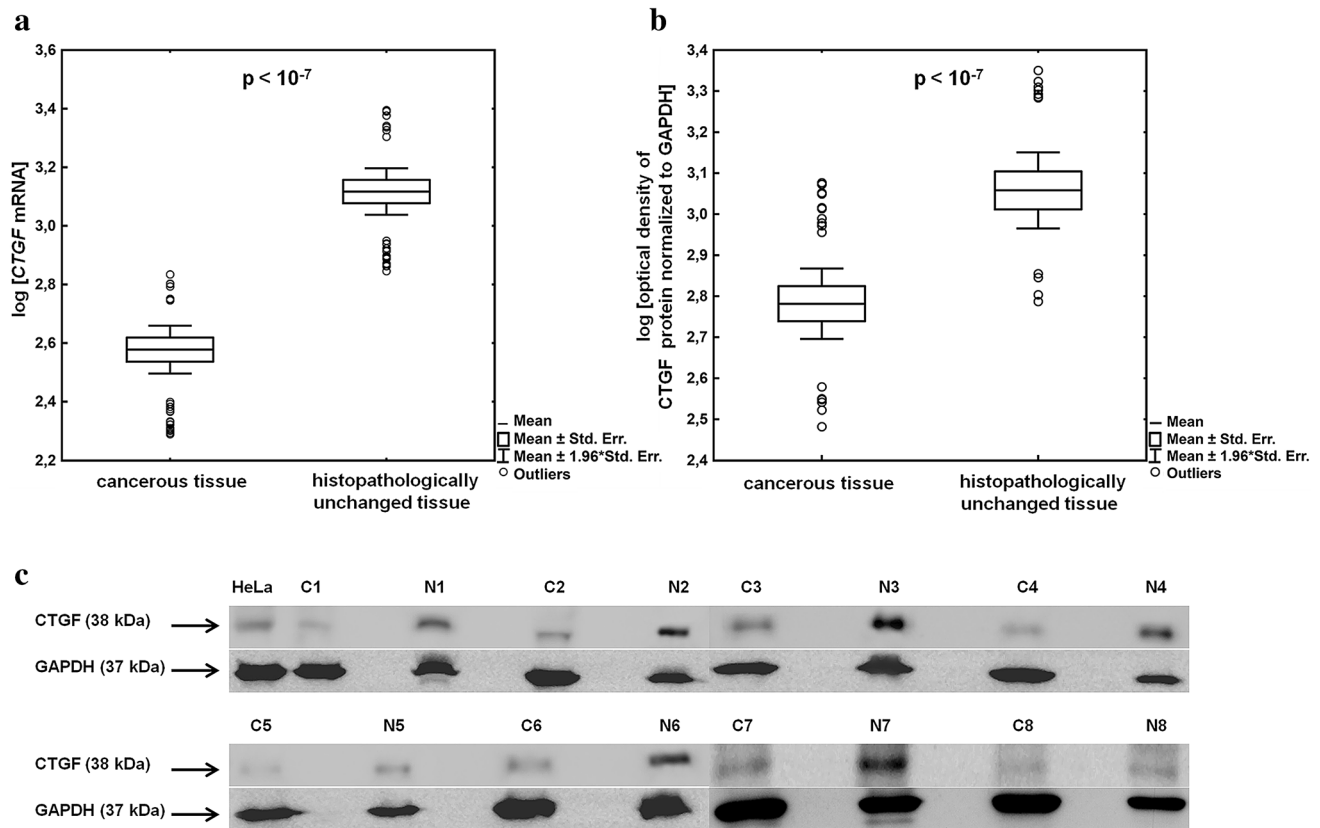 a
3,6
3,4
3,2
3,0
2,8
2,6
2,4
2,2
log [CTGF mRNA]
p < 10-7
cancerous tissue
histopathologically
unchanged tissue
Mean
Mean ± Std. Err.
Mean ± 1.96*Std. Err.
Outliers
b
3,4
3,3
3,2
3,1
3,0
2,9
2,8
2,7
2,6
2,5
2,4
log [optical density of
CTGF protein normalized to GAPDH]
p < 10-7
cancerous tissue
histopathologically
unchanged tissue
Mean
Mean ± Std. Err.
Mean ± 1.96*Std. Err.
Outliers
c
HeLa C1 N1 C2 N2 C3 N3 C4 N4
CTGF (38 kDa)
GAPDH (37 kDa)
C5 N5 C6 N6 C7 N7 C8 N8
CTGF (38 kDa)
GAPDH (37 kDa)